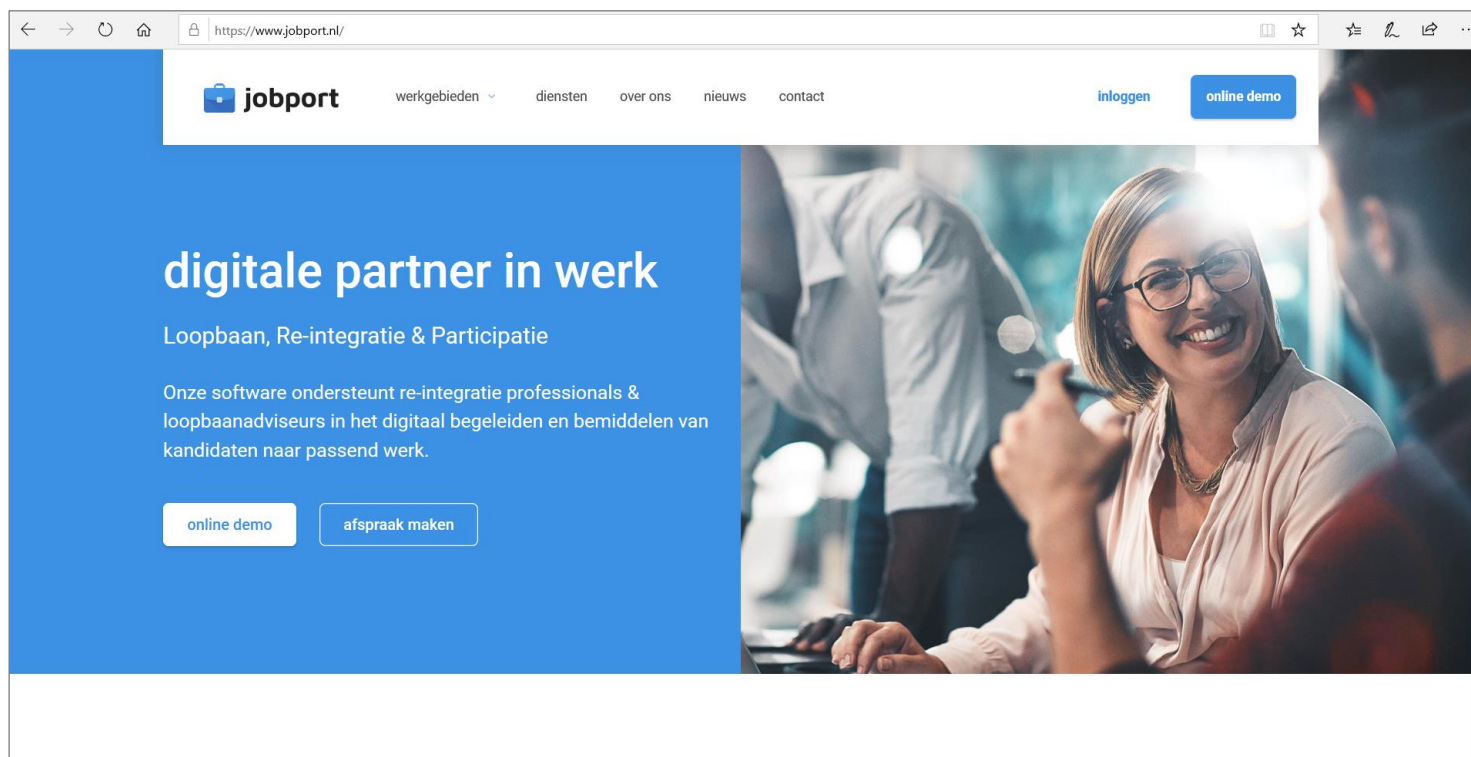 https://www.jobport.nl/
jobport
werkgebieden
diensten
over ons
nieuws
contact
inloggen
online demo
digitale partner in werk
Loopbaan, Re-integratie & Participatie
Onze software ondersteunt re-integratie professionals &
loopbaanadviseurs in het digitaal begeleiden en bemiddelen van
kandidaten naar passend werk.
online demo
afspraak maken